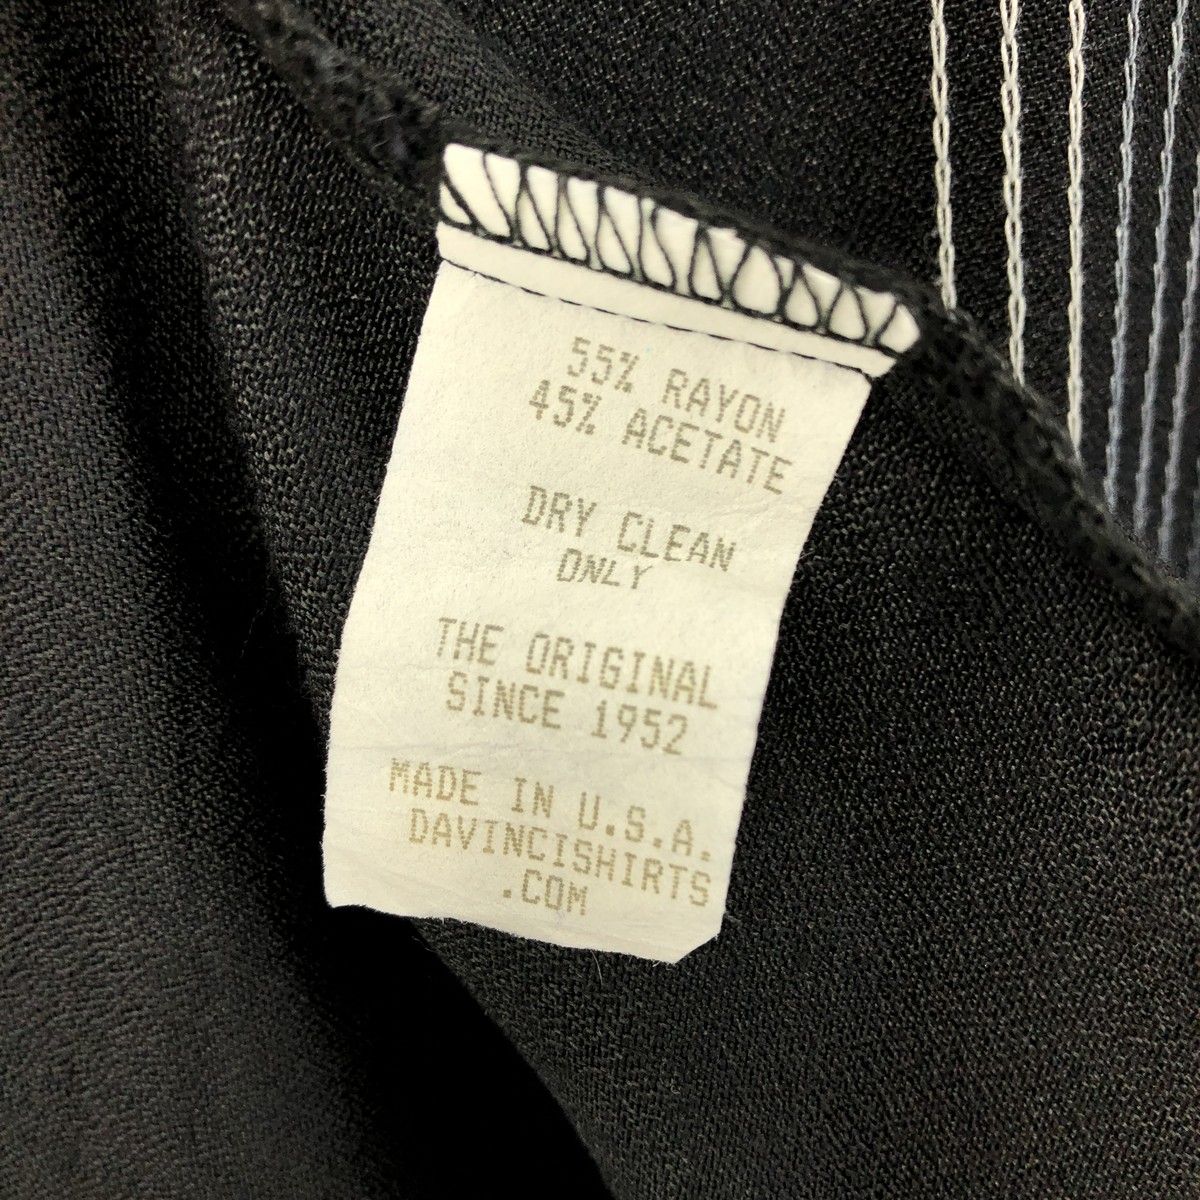 55% RAYON
45% ACETATE
DRY CLEAN
ONLY
THE ORIGINAL
SINCE 1952
MADE IN U.S.A.
DAVINCISHIRTS
.COM